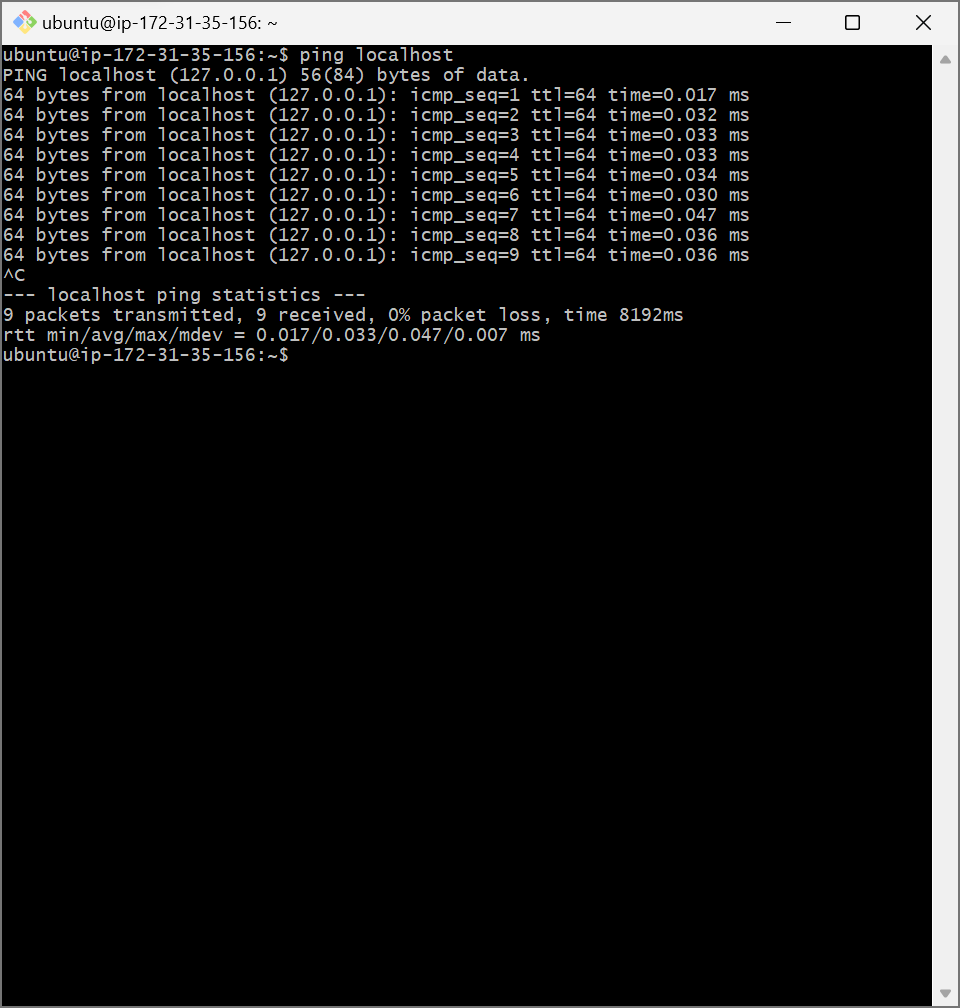 ubuntu@ip-172-31-35-156: ~
ubuntu@ip-172-31-35-156:~$ ping localhost
PING localhost (127.0.0.1) 56(84) bytes of data.
64 bytes from localhost (127.0.0.1): icmp_seq=1 ttl=64 time=0.017 ms
64 bytes from localhost (127.0.0.1): icmp_seq=2 ttl=64 time=0.032 ms
64 bytes from localhost (127.0.0.1): icmp_seq=3 ttl=64 time=0.033 ms
64 bytes from localhost (127.0.0.1): icmp_seq=4 ttl=64 time=0.033 ms
64 bytes from localhost (127.0.0.1): icmp_seq=5 ttl=64 time=0.034 ms
64 bytes from localhost (127.0.0.1): icmp_seq=6 ttl=64 time=0.030 ms
64 bytes from localhost (127.0.0.1): icmp_seq=7 ttl=64 time=0.047 ms
64 bytes from localhost (127.0.0.1): icmp_seq=8 ttl=64 time=0.036 ms
64 bytes from localhost (127.0.0.1): icmp_seq=9 ttl=64 time=0.036 ms
^C
--- localhost ping statistics ---
9 packets transmitted, 9 received, 0% packet loss, time 8192ms
rtt min/avg/max/mdev = 0.017/0.033/0.047/0.007 ms
ubuntu@ip-172-31-35-156:~$